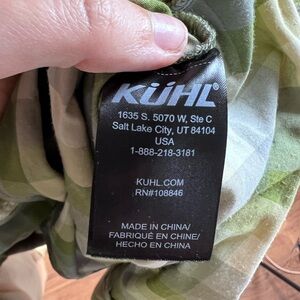 KÜHL®
1635 S. 5070 W, Ste C
Salt Lake City, UT 84104
USA
1-888-218-3181
KUHL.COM
RN#108846
MADE IN CHINA/
FABRIQUÉ EN CHINE/
HECHO EN CHINA